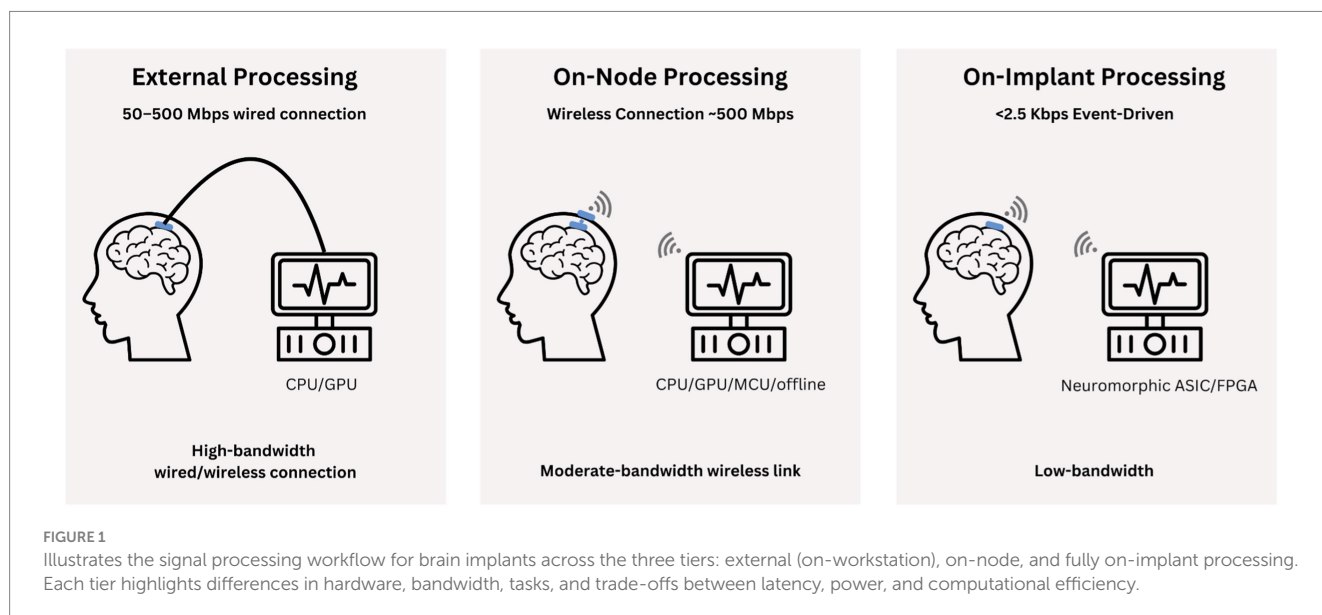 External Processing
50–500 Mbps wired connection
CPU/GPU
High-bandwidth
wired/wireless connection
On-Node Processing
Wireless Connection ~500 Mbps
CPU/GPU/MCU/offline
Moderate-bandwidth wireless link
On-Implant Processing
<2.5 Kbps Event-Driven
Neuromorphic ASIC/FPGA
Low-bandwidth
FIGURE 1
Illustrates the signal processing workflow for brain implants across the three tiers: external (on-workstation), on-node, and fully on-implant processing.
Each tier highlights differences in hardware, bandwidth, tasks, and trade-offs between latency, power, and computational efficiency.